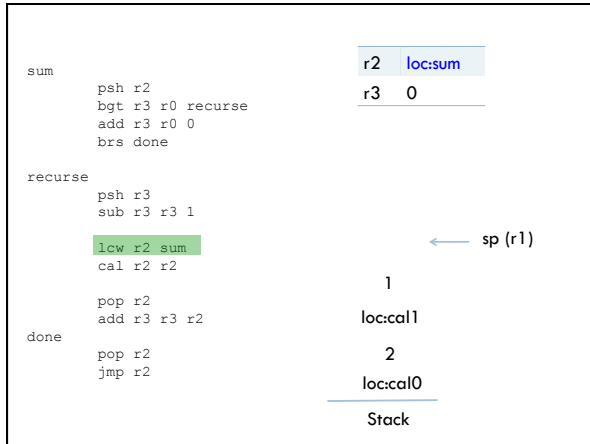 sum
psh r2
bgt r3 r0 recurse
add r3 r0 0
brs done
recurse
psh r3
sub r3 r3 1
lcw r2 sum
cal r2 r2
pop r2
add r3 r3 r2
done
pop r2
jmp r2
r2 loc:sum
r3 0
sp (r1)
1
loc:cal1
2
loc:cal0
Stack